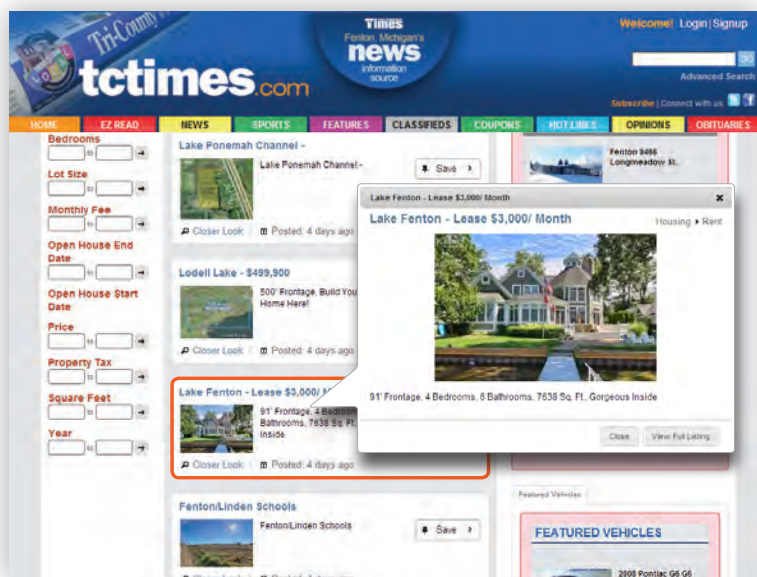 Tri-County
Times
Fenton, Michigan's
news
information
source
tctimes.com
Welcome! Login | Signup
GO
Advanced Search
Subscribe | Connect with us
HOME
EZ READ
NEWS
SPORTS
FEATURES
CLASSIFIEDS
COUPONS
HOT LINES
OPINIONS
OBITUARIES
Bedrooms
to
Lot Size
to
Monthly Fee
to
Open House End
Date
to
Open House Start
Date
to
Price
to
Property Tax
to
Square Feet
to
Year
to
Lake Ponemah Channel -
Lake Ponemah Channel -
Save
Closer Look
Posted: 4 days ago
Lodell Lake - $499,900
500' Frontage, Build You
Home Here!
Closer Look
Posted: 4 days ago
Lake Fenton - Lease $3,000/
91' Frontage, 4 Bedroom
Bathrooms, 7638 Sq. Ft.
Inside
Closer Look
Posted: 4 days ago
Fenton/Linden Schools
Fenton/Linden Schools
Save
Fenton 9466
Longmeadow St.
Lake Fenton - Lease $3,000/ Month
Lake Fenton - Lease $3,000/ Month
Housing Rent
91' Frontage, 4 Bedrooms, 6 Bathrooms, 7638 Sq. Ft., Gorgeous Inside
Close
View Full Listing
Featured Vehicles
FEATURED VEHICLES
2008 Pontiac G6 G6